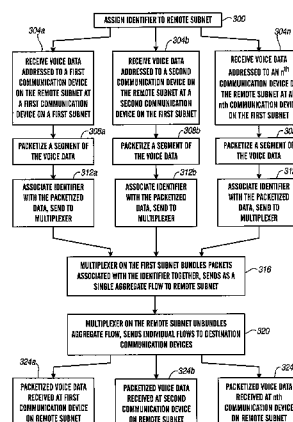 ASSIGN IDENTIFIER TO REMOTE SUBNET
300
304a
304b
304n
RECEIVE VOICE DATA
ADDRESSED TO A FIRST
COMMUNICATION DEVICE
ON THE REMOTE SUBNET AT
A FIRST COMMUNICATION
DEVICE ON A FIRST SUBNET
RECEIVE VOICE DATA
ADDRESSED TO A SECOND
COMMUNICATION DEVICE ON
THE REMOTE SUBNET AT A
SECOND COMMUNICATION
DEVICE ON THE FIRST SUBNET
RECEIVE VOICE DATA
ADDRESSED TO AN nth
COMMUNICATION DEVICE
THE REMOTE SUBNET AT
nth COMMUNICATION
ON THE FIRST SUBNET
308a
308b
PACKETIZE A SEGMENT OF
THE VOICE DATA
PACKETIZE A SEGMENT OF
THE VOICE DATA
PACKETIZE A SEGMENT OF
THE VOICE DATA
312a
312b
ASSOCIATE IDENTIFIER
WITH THE PACKETIZED
DATA, SEND TO
MULTIPLEXER
ASSOCIATE IDENTIFIER
WITH THE PACKETIZED
DATA, SEND TO
MULTIPLEXER
ASSOCIATE IDENTIFIER
WITH THE PACKETIZED
DATA, SEND TO
MULTIPLEXER
MULTIPLEXER ON THE FIRST SUBNET BUNDLES PACKETS
ASSOCIATED WITH THE IDENTIFIER TOGETHER, SENDS AS A
SINGLE AGGREGATE FLOW TO REMOTE SUBNET
316
MULTIPLEXER ON THE REMOTE SUBNET UNBUNDLES
AGGREGATE FLOW, SENDS INDIVIDUAL FLOWS TO DESTINATION
COMMUNICATION DEVICES
320
324a
324b
324
PACKETIZED VOICE DATA
RECEIVED AT FIRST
COMMUNICATION DEVICE
ON REMOTE SUBNET
PACKETIZED VOICE DATA
RECEIVED AT SECOND
COMMUNICATION DEVICE
ON REMOTE SUBNET
PACKETIZED VOICE DATA
RECEIVED AT nth
COMMUNICATION DEVICE
ON REMOTE SUBNET